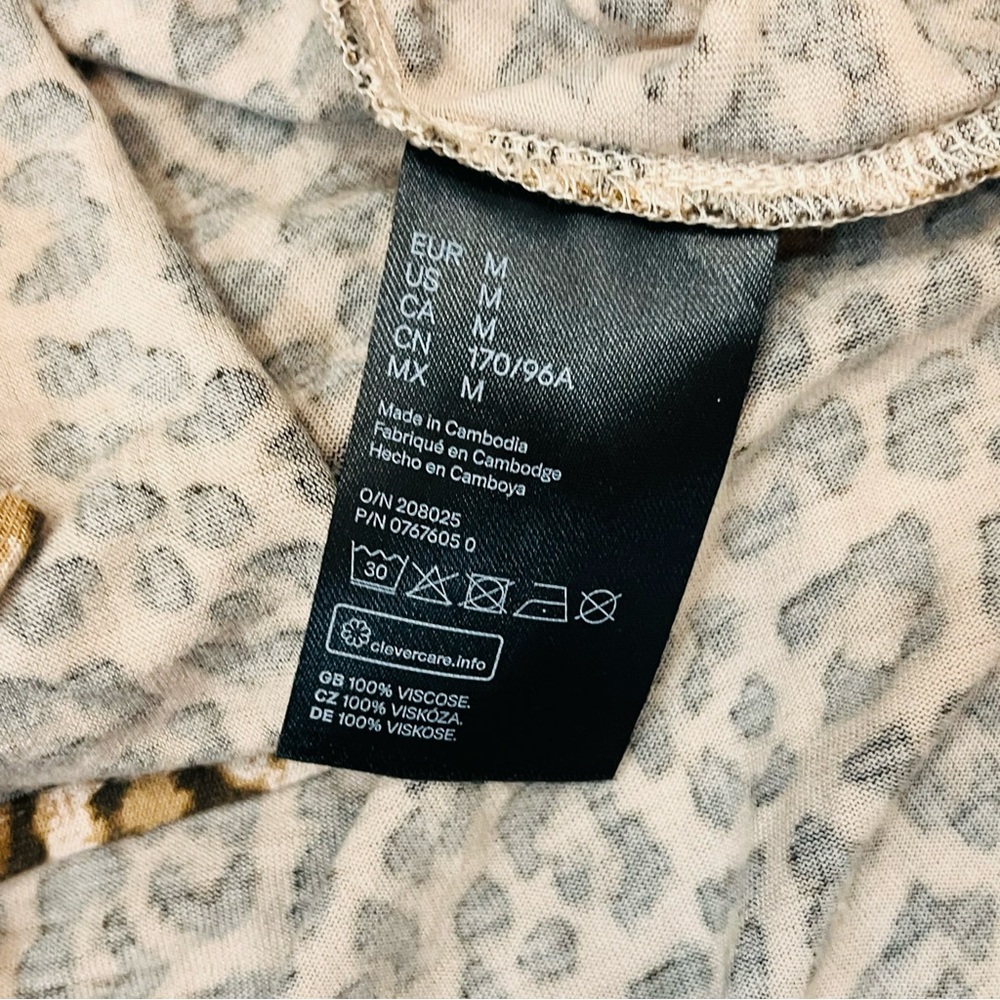 EUR M
US M
CA M
CN 170/96A
MX M
Made in Cambodia
Fabriqué en Cambodge
Hecho en Camboya
O/N 208025
P/N 0767605 0
30
clevercare.info
GB 100% VISCOSE.
CZ 100% VISKÓZA.
DE 100% VISKOSE.